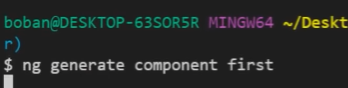 boban@DESKTOP-63SOR5R MINGW64 ~/Deskt
r)
$ ng generate component first